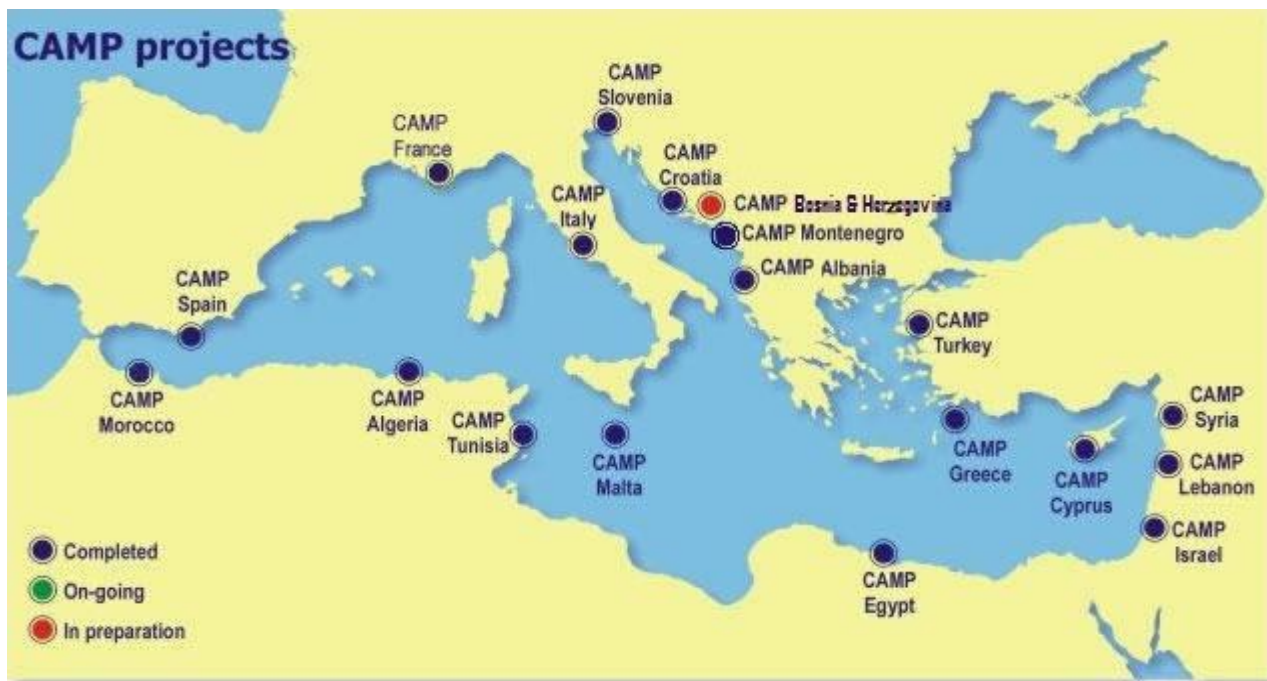 CAMP projects
CAMP
Slovenia
CAMP
France
CAMP
Croatia
CAMP
Italy
CAMP Bosnia & Herzegovina
CAMP Montenegro
CAMP Albania
CAMP
Spain
CAMP
Turkey
CAMP
Morocco
CAMP
Algeria
CAMP
Tunisia
CAMP
Malta
CAMP
Greece
CAMP
Cyprus
CAMP
Syria
CAMP
Lebanon
CAMP
Israel
CAMP
Egypt
Completed
On-going
In preparation